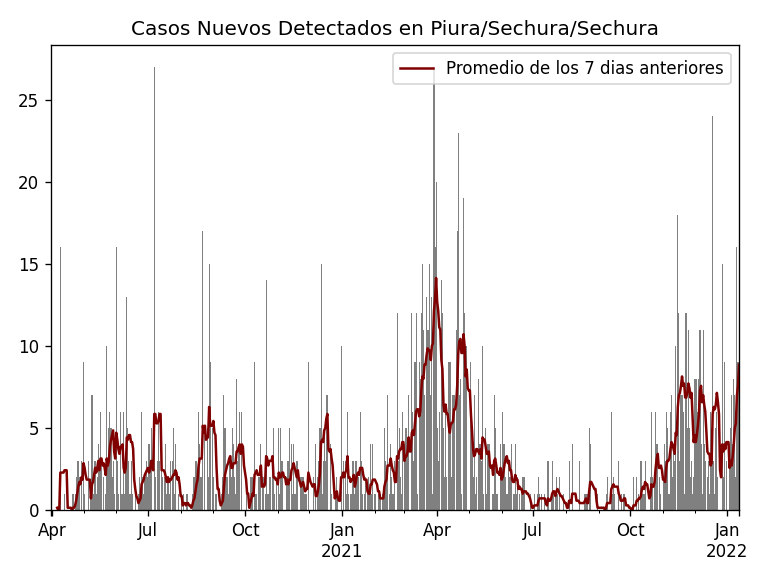 Casos Nuevos Detectados en Piura/Sechura/Sechura
Promedio de los 7 dias anteriores
25
20
15
10
5
0
Apr Jul Oct Jan Apr Jul Oct Jan
2021 2022